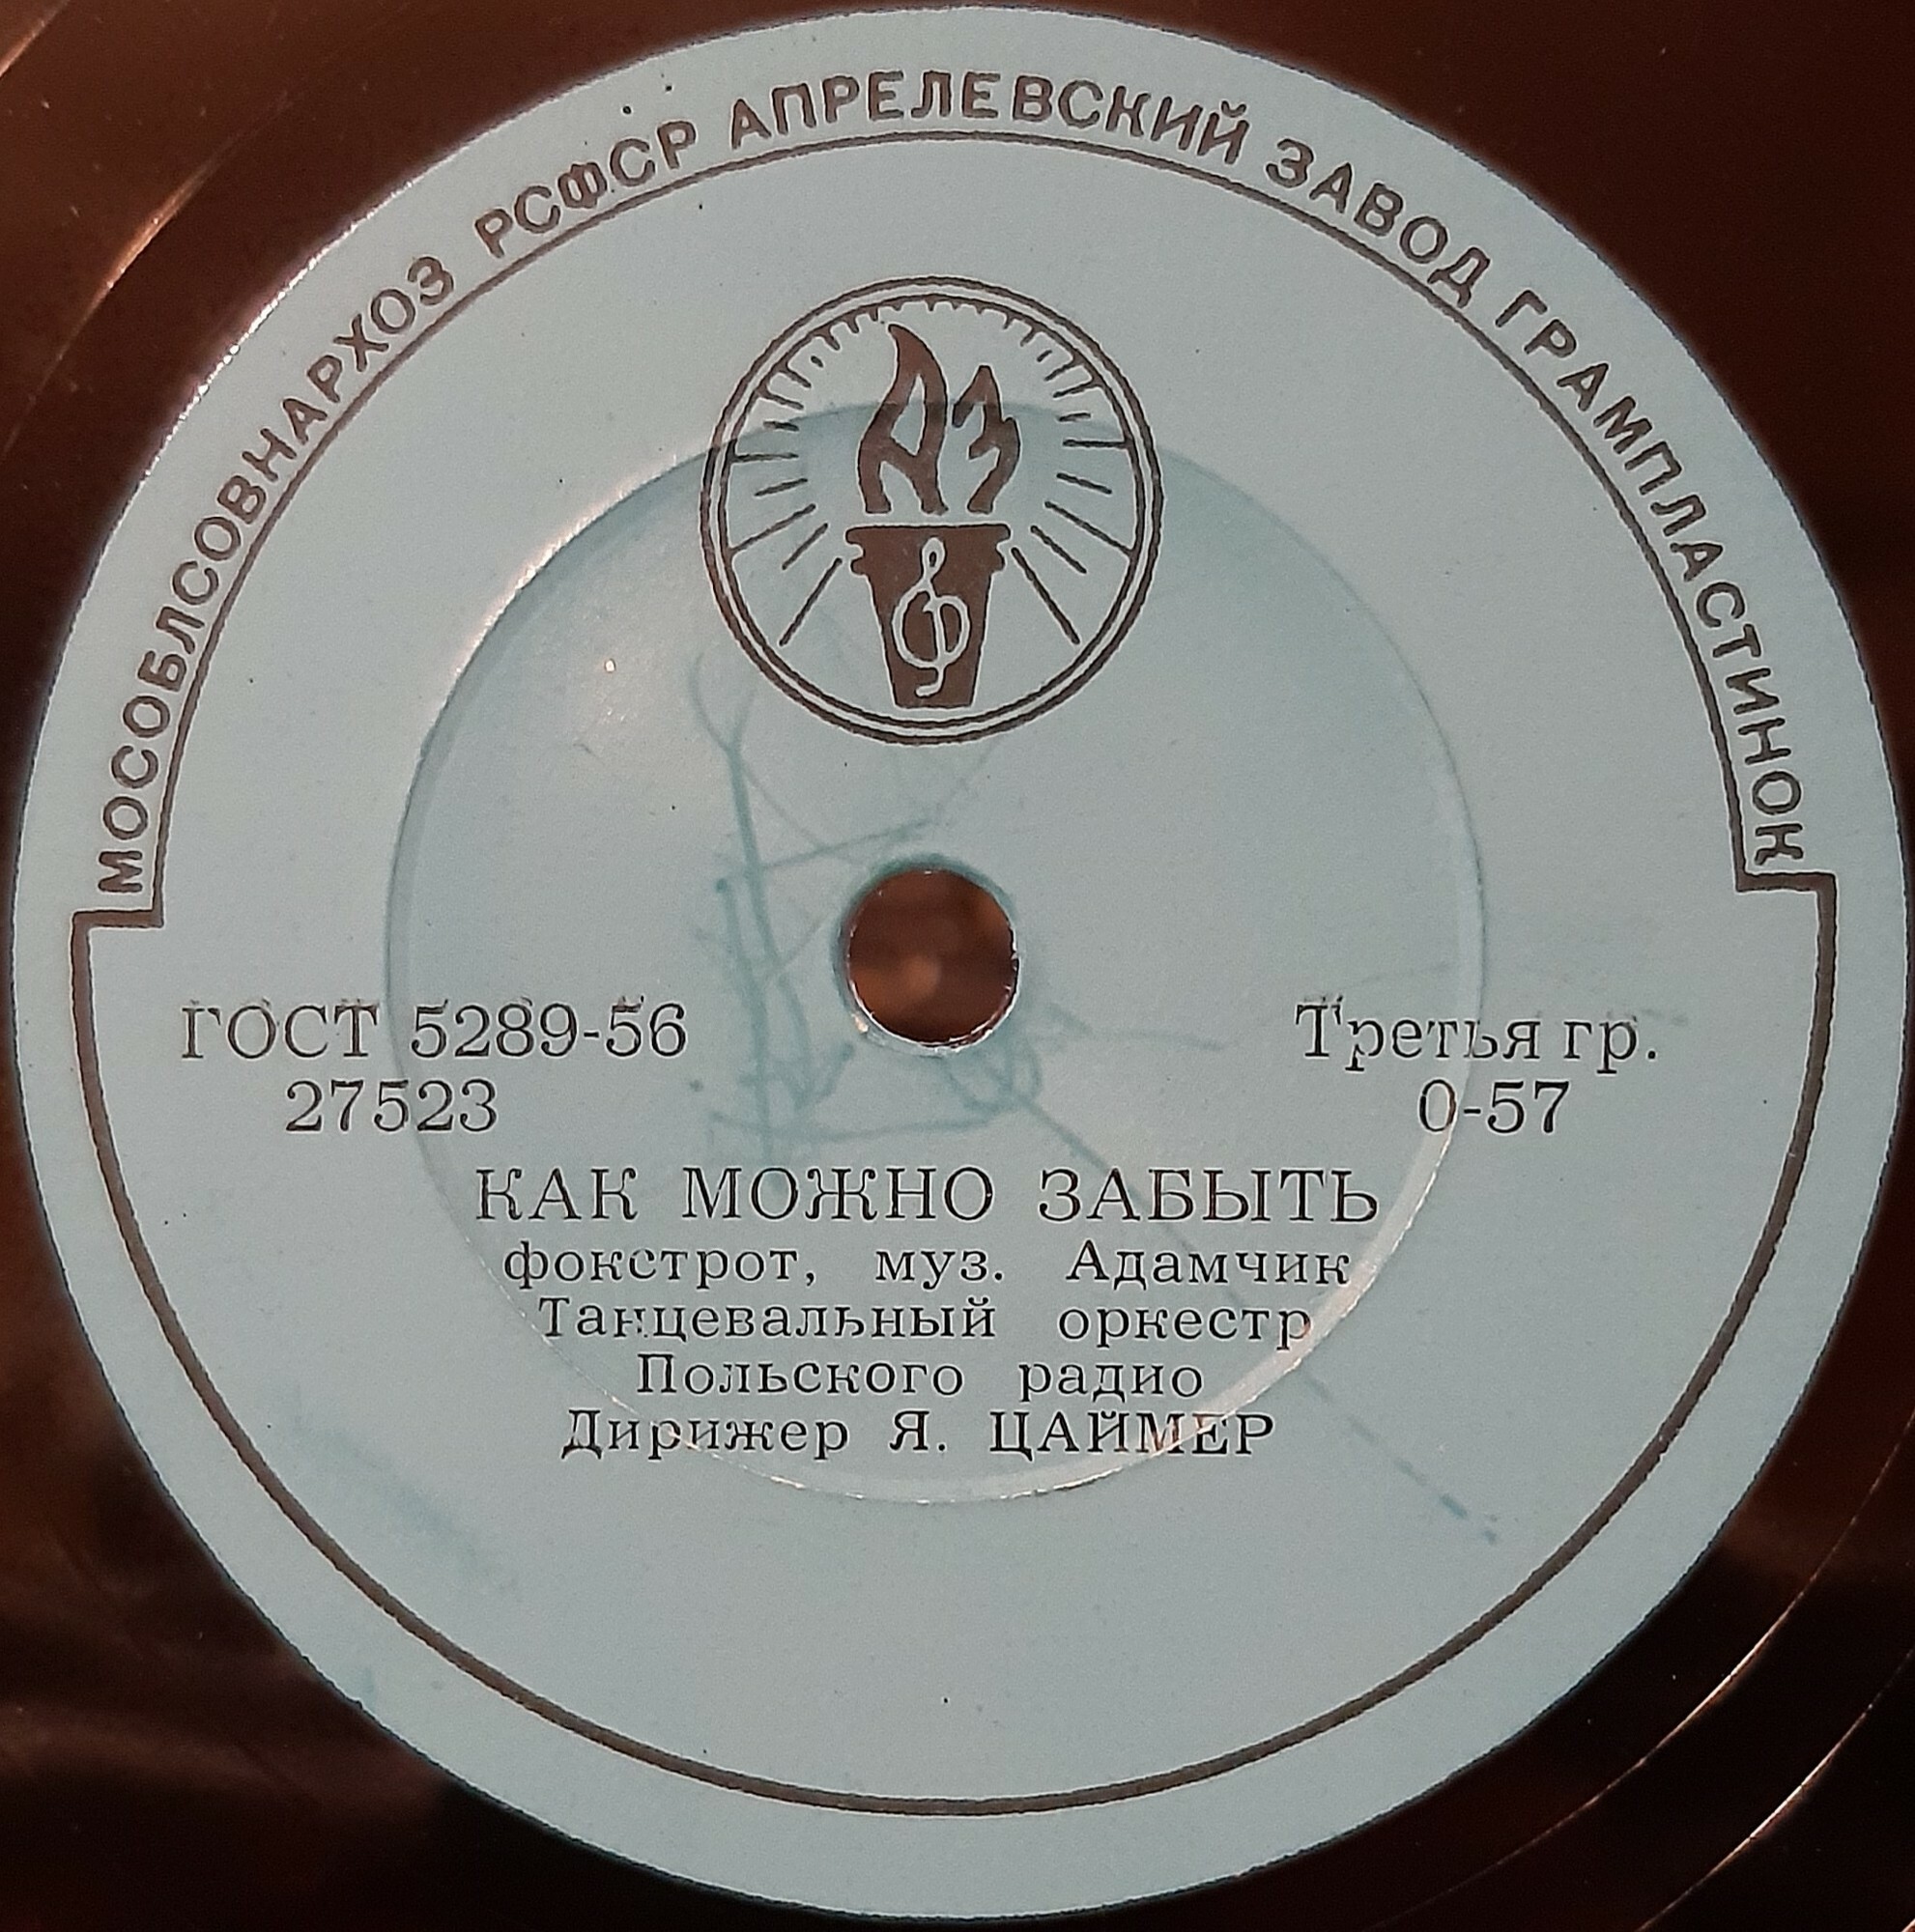 МОСОБЛСОВНАРХОЗ РСФСР АПРЕЛЕВСКИЙ ЗАВОД ГРАМПЛАСТИНОК
АЗ
ГОСТ 5289-56
27523
Третья гр.
0-57
КАК МОЖНО ЗАБЫТЬ
фокстрот, муз. Адамчик
Танцевальный оркестр
Польского радио
Дирижер Я. ЦАЙМЕР